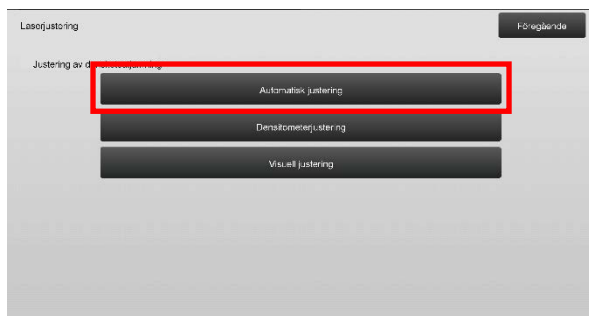 Laserjustering
Föregående
Justering av
Automatisk justering
Densitometerjustering
Visuell justering